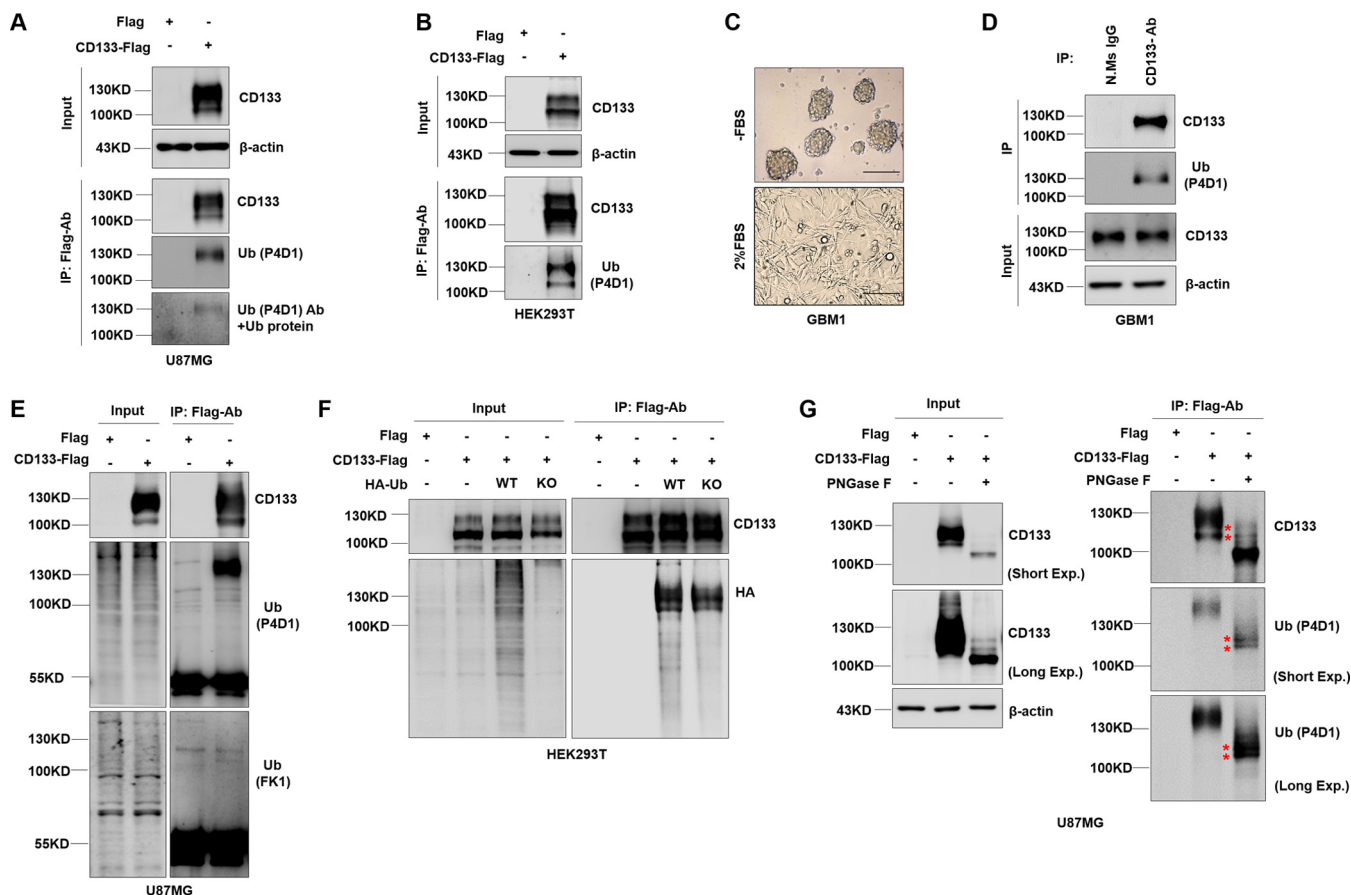 A
Flag + -
CD133-Flag - +
Input
130KD
100KD
CD133
43KD
β-actin
IP: Flag-Ab
130KD
100KD
CD133
130KD
Ub (P4D1)
130KD
100KD
Ub (P4D1) Ab
+Ub protein
U87MG
B
Flag + -
CD133-Flag - +
Input
130KD
100KD
CD133
43KD
β-actin
IP: Flag-Ab
130KD
100KD
CD133
130KD
100KD
Ub
(P4D1)
HEK293T
C
-FBS
2%FBS
GBM1
D
IP:
N.Ms IgG
CD133- Ab
IP
130KD
100KD
CD133
130KD
100KD
Ub
(P4D1)
Input
130KD
100KD
CD133
43KD
β-actin
GBM1
E
Input IP: Flag-Ab
Flag + - + -
CD133-Flag - + - +
130KD
100KD
CD133
130KD
100KD
55KD
Ub
(P4D1)
130KD
100KD
55KD
Ub
(FK1)
U87MG
F
Input IP: Flag-Ab
Flag + - - - + - - -
CD133-Flag - + + + - + + +
HA-Ub - - WT KO - - WT KO
130KD
100KD
CD133
130KD
100KD
HA
HEK293T
G
Input
Flag + - -
CD133-Flag - + +
PNGase F - - +
130KD
100KD
CD133
(Short Exp.)
130KD
100KD
CD133
(Long Exp.)
43KD
β-actin
IP: Flag-Ab
Flag + - -
CD133-Flag - + +
PNGase F - - +
130KD
100KD
*
*
CD133
130KD
100KD
*
*
Ub (P4D1)
(Short Exp.)
130KD
100KD
*
*
Ub (P4D1)
(Long Exp.)
U87MG